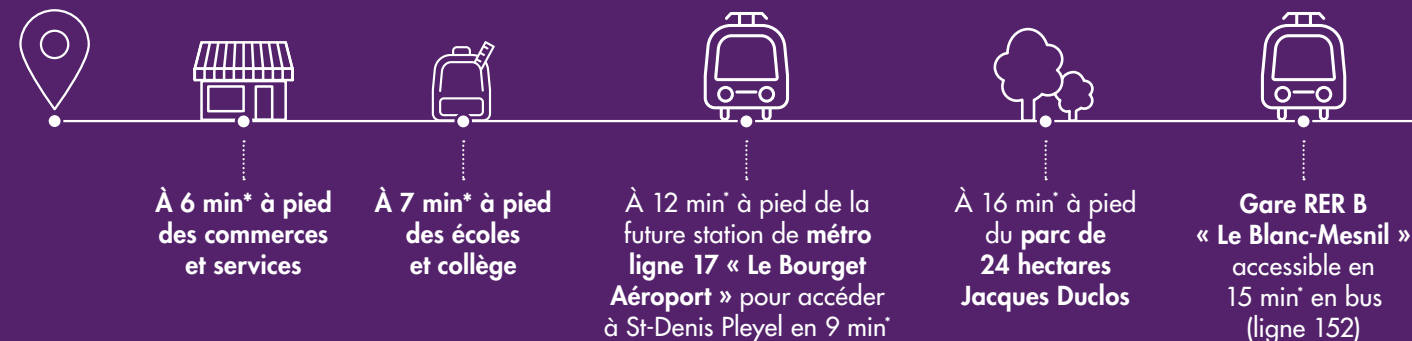 À 6 min* à pied
des commerces
et services
À 7 min* à pied
des écoles
et collège
À 12 min* à pied de la
future station de métro
ligne 17 « Le Bourget
Aéroport » pour accéder
à St-Denis Pleyel en 9 min*
À 16 min* à pied
du parc de
24 hectares
Jacques Duclos
Gare RER B
« Le Blanc-Mesnil »
accessible en
15 min* en bus
(ligne 152)